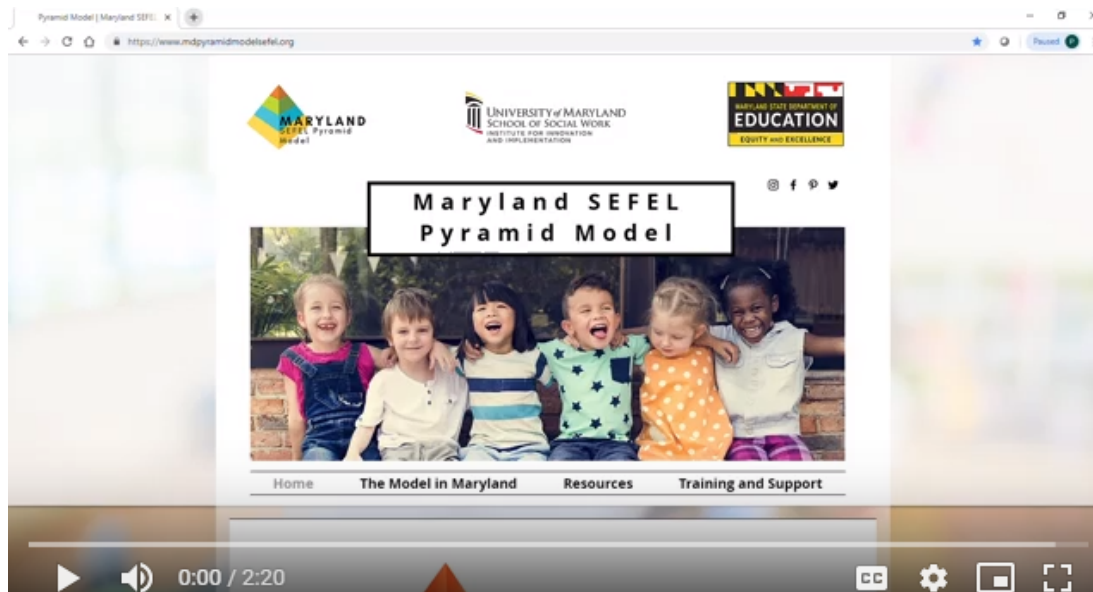 Pyramid Model | Maryland SEFE
https://www.mdpyramidmodelsefel.org
Paused P
MARYLAND
SEFEL Pyramid
Model
UNIVERSITY of MARYLAND
SCHOOL OF SOCIAL WORK
INSTITUTE FOR INNOVATION
AND IMPLEMENTATION
MARYLAND STATE DEPARTMENT OF
EDUCATION
EQUITY AND EXCELLENCE
Maryland SEFEL
Pyramid Model
Home The Model in Maryland Resources Training and Support
0:00 / 2:20 CC